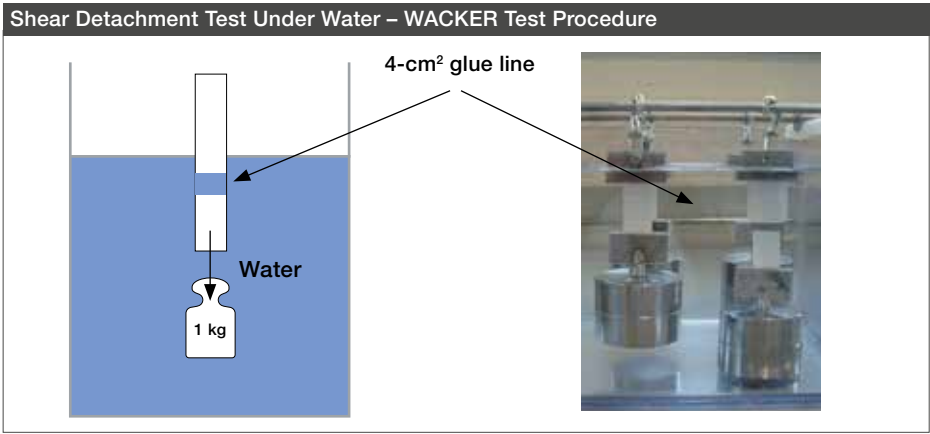 Shear Detachment Test Under Water – WACKER Test Procedure
4-cm² glue line
Water
1 kg